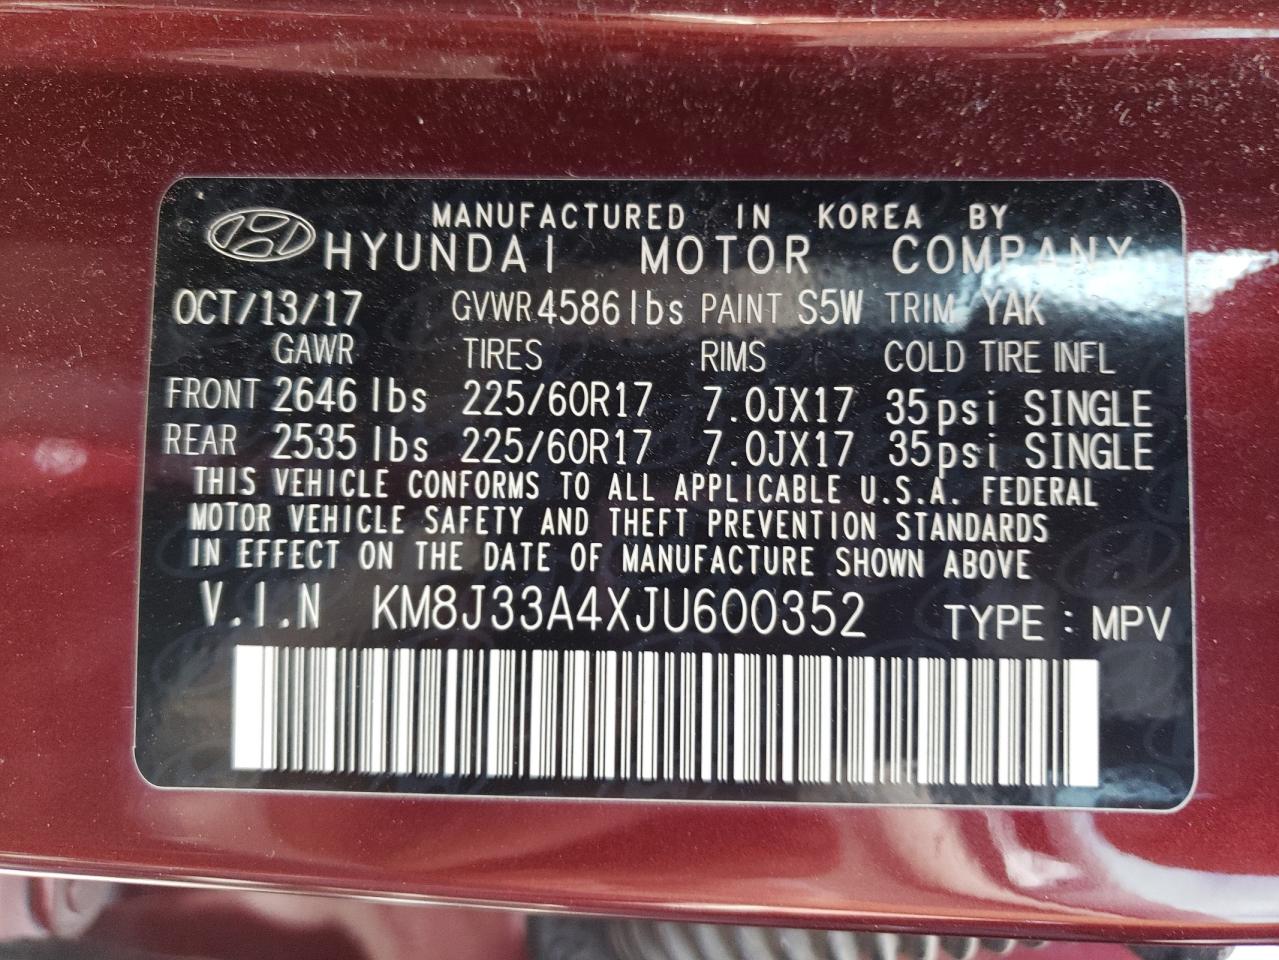 MANUFACTURED IN KOREA BY
HYUNDAI MOTOR COMPANY
OCT/13/17 GVWR 4586 lbs PAINT S5W TRIM YAK
GAWR TIRES RIMS COLD TIRE INFL
FRONT 2646 lbs 225/60R17 7.0JX17 35psi SINGLE
REAR 2535 lbs 225/60R17 7.0JX17 35psi SINGLE
THIS VEHICLE CONFORMS TO ALL APPLICABLE U.S.A. FEDERAL
MOTOR VEHICLE SAFETY AND THEFT PREVENTION STANDARDS
IN EFFECT ON THE DATE OF MANUFACTURE SHOWN ABOVE
V.I.N KM8J33A4XJU600352 TYPE : MPV